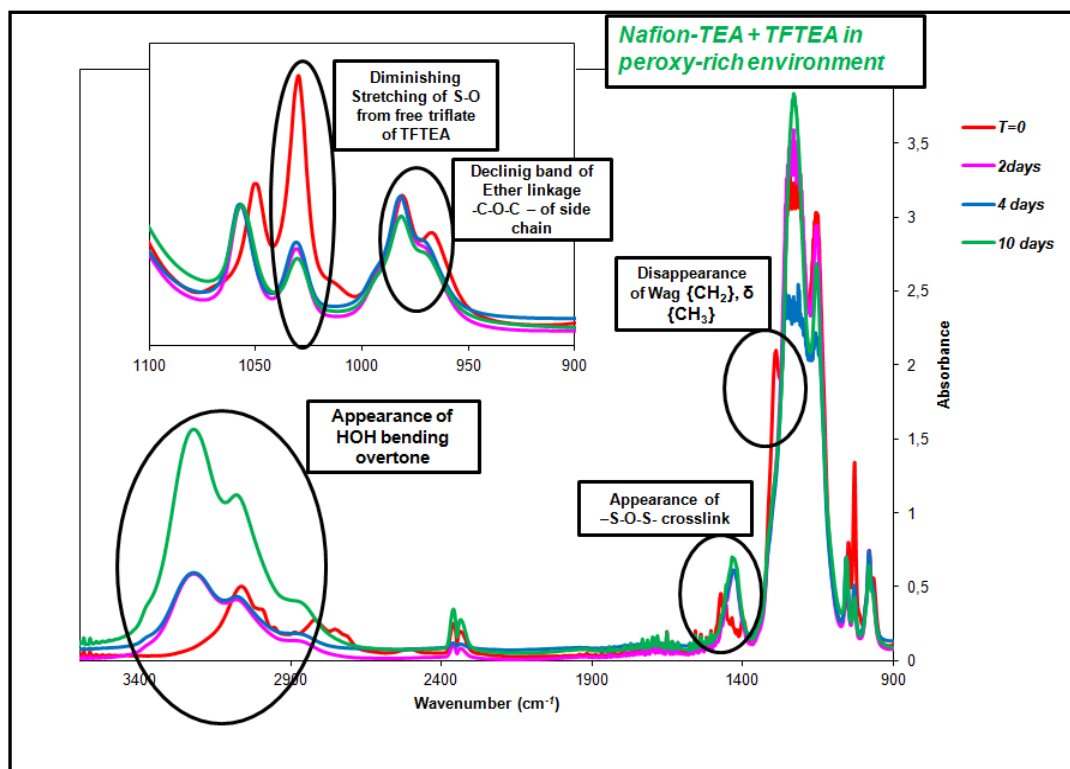 Nafion-TEA + TFTEA in
peroxy-rich environment
Diminishing
Stretching of S-O
from free triflate
of TFTEA
Declinig band of
Ether linkage
-C-O-C – of side
chain
1100
1050
1000
950
900
T=0
2days
4 days
10 days
Disappearance
of Wag {CH₂}, δ
{CH₃}
Appearance of
HOH bending
overtone
Appearance of
–S-O-S- crosslink
3,5
3
2,5
2
1,5
1
0,5
0
Absorbance
3400
2900
2400
1900
1400
900
Wavenumber (cm⁻¹)